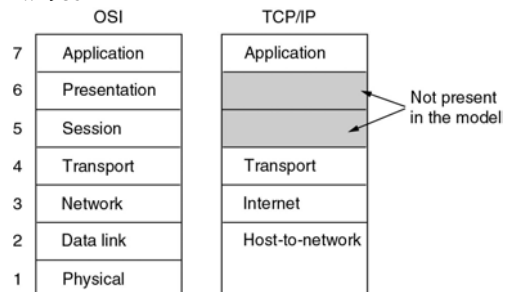 OSI TCP/IP
7 Application Application
6 Presentation
5 Session
Not present
in the model
4 Transport Transport
3 Network Internet
2 Data link Host-to-network
1 Physical